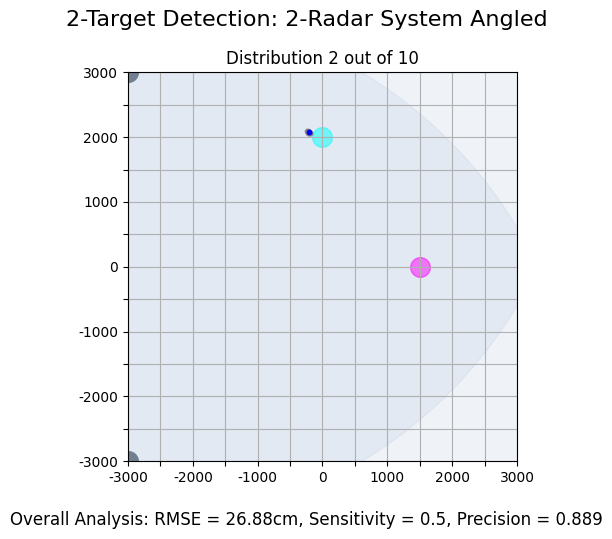 2-Target Detection: 2-Radar System Angled
Distribution 2 out of 10
3000
2000
1000
0
-1000
-2000
-3000
-3000 -2000 -1000 0 1000 2000 3000
Overall Analysis: RMSE = 26.88cm, Sensitivity = 0.5, Precision = 0.889